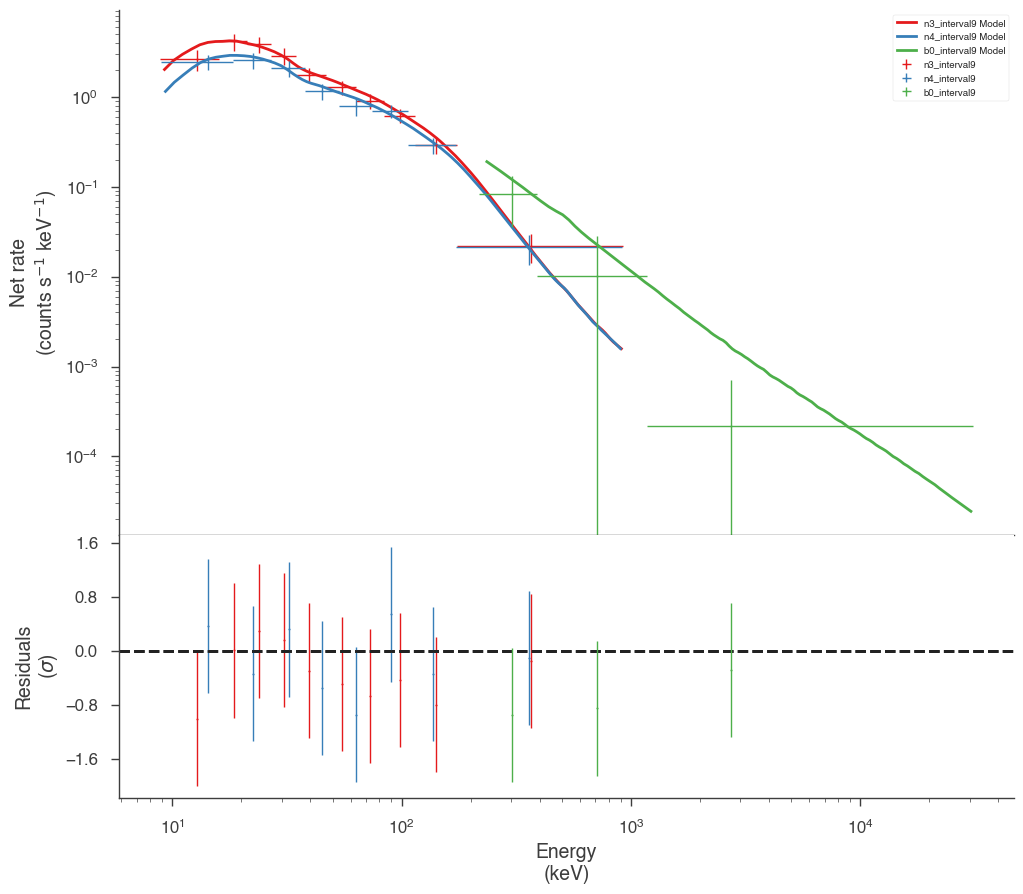 n3_interval9 Model
n4_interval9 Model
b0_interval9 Model
n3_interval9
n4_interval9
b0_interval9
Net rate
(counts s⁻¹ keV⁻¹)
10⁰
10⁻¹
10⁻²
10⁻³
10⁻⁴
Residuals
(σ)
1.6
0.8
0.0
−0.8
−1.6
10¹ 10² 10³ 10⁴
Energy
(keV)